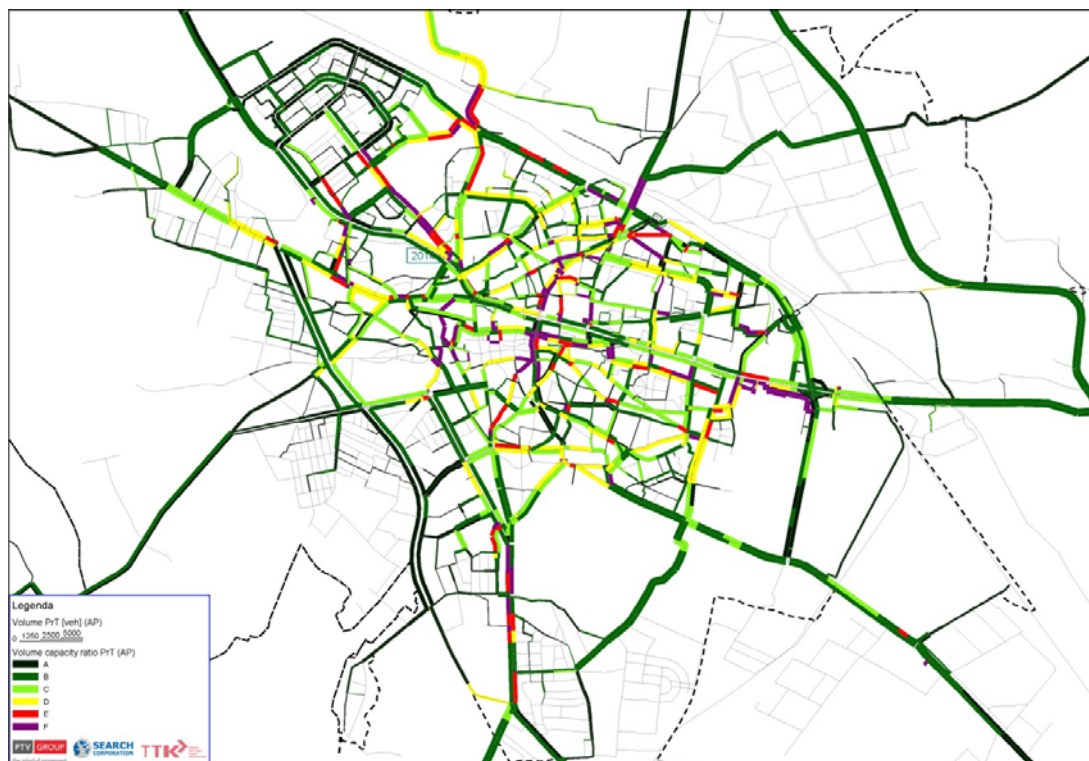 201
Legenda
Volume PrT [veh] (AP)
0 1250 2500 5000
Volume capacity ratio PrT (AP)
A
B
C
D
E
F
PTV GROUP
SEARCH
CORPORATION
TTK